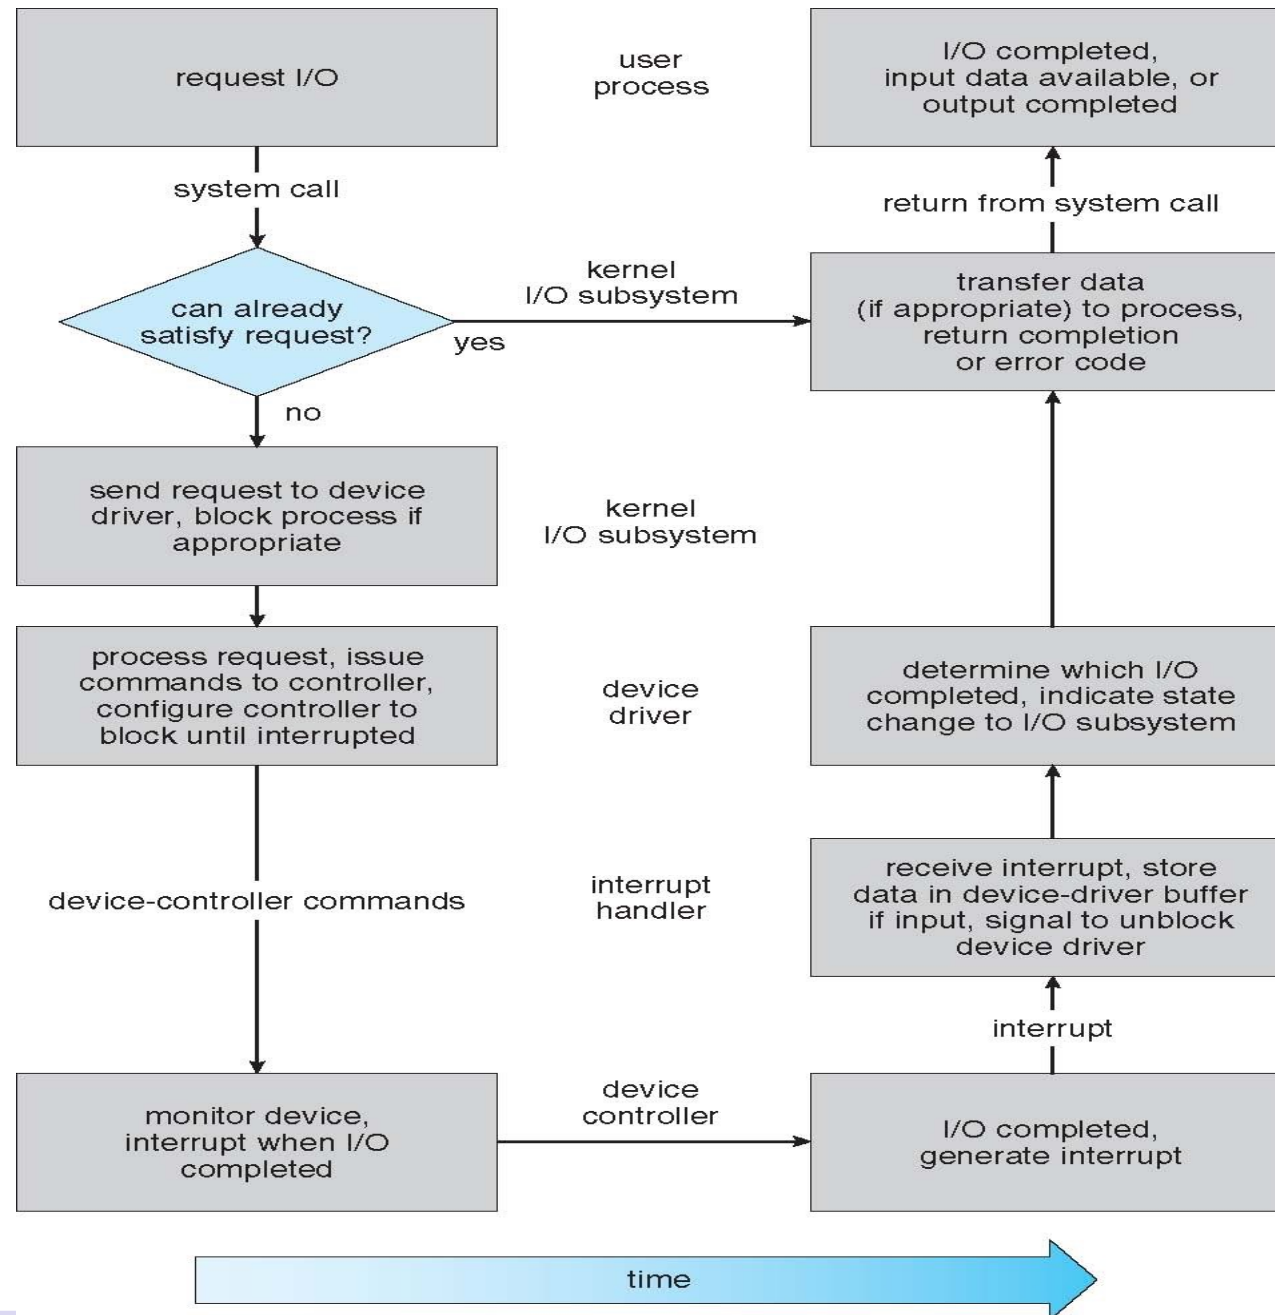 request I/O
user
process
I/O completed,
input data available, or
output completed
system call
return from system call
can already
satisfy request?
kernel
I/O subsystem
yes
transfer data
(if appropriate) to process,
return completion
or error code
no
send request to device
driver, block process if
appropriate
kernel
I/O subsystem
process request, issue
commands to controller,
configure controller to
block until interrupted
device
driver
determine which I/O
completed, indicate state
change to I/O subsystem
device-controller commands
interrupt
handler
receive interrupt, store
data in device-driver buffer
if input, signal to unblock
device driver
interrupt
monitor device,
interrupt when I/O
completed
device
controller
I/O completed,
generate interrupt
time